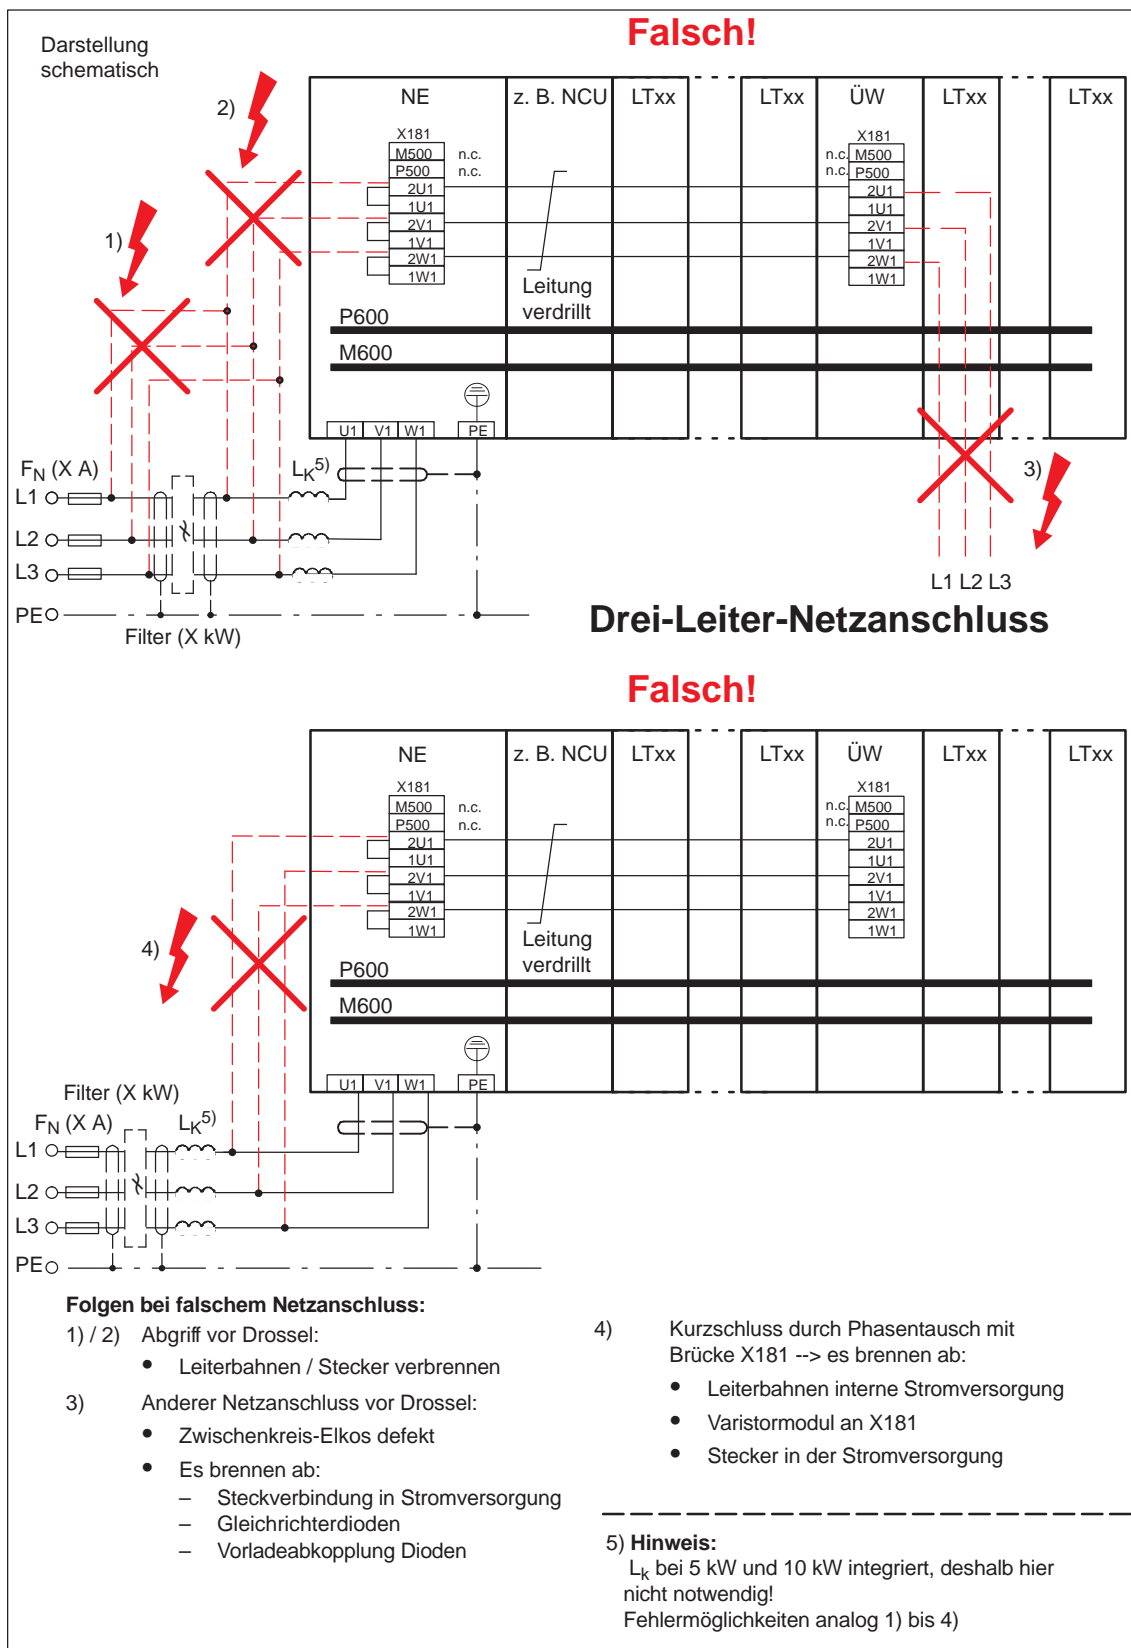 Falsch!
Darstellung
schematisch
2)
1)
NE
z. B. NCU
LTxx
LTxx
ÜW
LTxx
LTxx
X181
M500
n.c.
P500
n.c.
2U1
1U1
2V1
1V1
2W1
1W1
X181
n.c.
M500
n.c.
P500
2U1
1U1
2V1
1V1
2W1
1W1
Leitung
verdrillt
P600
M600
U1
V1
W1
PE
3)
FN (X A)
LK5)
L1
L2
L3
PE
Filter (X kW)
L1 L2 L3
Drei-Leiter-Netzanschluss
Falsch!
NE
z. B. NCU
LTxx
LTxx
ÜW
LTxx
LTxx
X181
M500
n.c.
P500
n.c.
2U1
1U1
2V1
1V1
2W1
1W1
X181
n.c.
M500
n.c.
P500
2U1
1U1
2V1
1V1
2W1
1W1
4)
Leitung
verdrillt
P600
M600
U1
V1
W1
PE
Filter (X kW)
FN (X A)
LK5)
L1
L2
L3
PE
Folgen bei falschem Netzanschluss:
1) / 2) Abgriff vor Drossel:
• Leiterbahnen / Stecker verbrennen
3) Anderer Netzanschluss vor Drossel:
• Zwischenkreis-Elkos defekt
• Es brennen ab:
– Steckverbindung in Stromversorgung
– Gleichrichterdioden
– Vorladeabkopplung Dioden
4) Kurzschluss durch Phasentausch mit
Brücke X181 --> es brennen ab:
• Leiterbahnen interne Stromversorgung
• Varistormodul an X181
• Stecker in der Stromversorgung
5) Hinweis:
Lk bei 5 kW und 10 kW integriert, deshalb hier
nicht notwendig!
Fehlermöglichkeiten analog 1) bis 4)